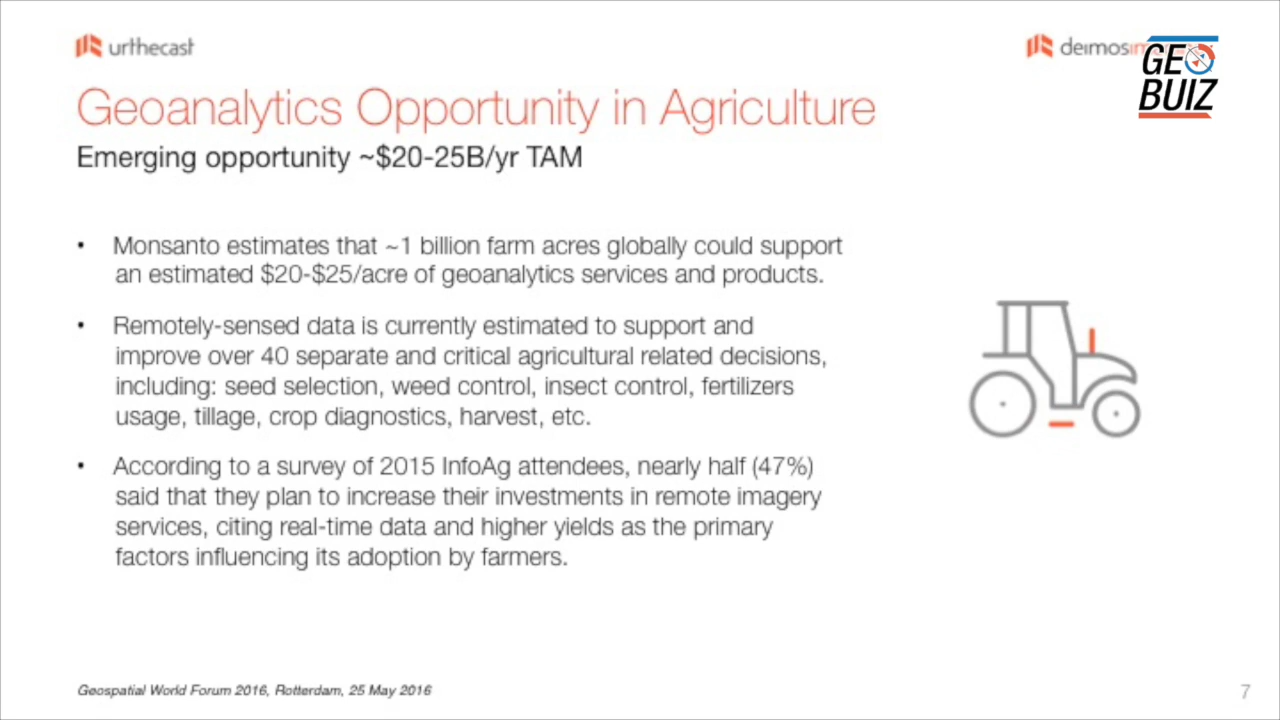 urthecast
deimos
GEO
BUIZ
Geoanalytics Opportunity in Agriculture
Emerging opportunity ~$20-25B/yr TAM
• Monsanto estimates that ~1 billion farm acres globally could support
an estimated $20-$25/acre of geoanalytics services and products.
• Remotely-sensed data is currently estimated to support and
improve over 40 separate and critical agricultural related decisions,
including: seed selection, weed control, insect control, fertilizers
usage, tillage, crop diagnostics, harvest, etc.
• According to a survey of 2015 InfoAg attendees, nearly half (47%)
said that they plan to increase their investments in remote imagery
services, citing real-time data and higher yields as the primary
factors influencing its adoption by farmers.
Geospatial World Forum 2016, Rotterdam, 25 May 2016
7